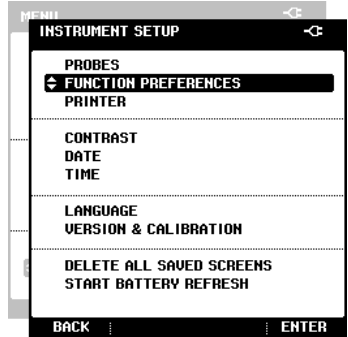 MENU
INSTRUMENT SETUP
PROBES
FUNCTION PREFERENCES
PRINTER
CONTRAST
DATE
TIME
LANGUAGE
VERSION & CALIBRATION
DELETE ALL SAVED SCREENS
START BATTERY REFRESH
BACK ENTER